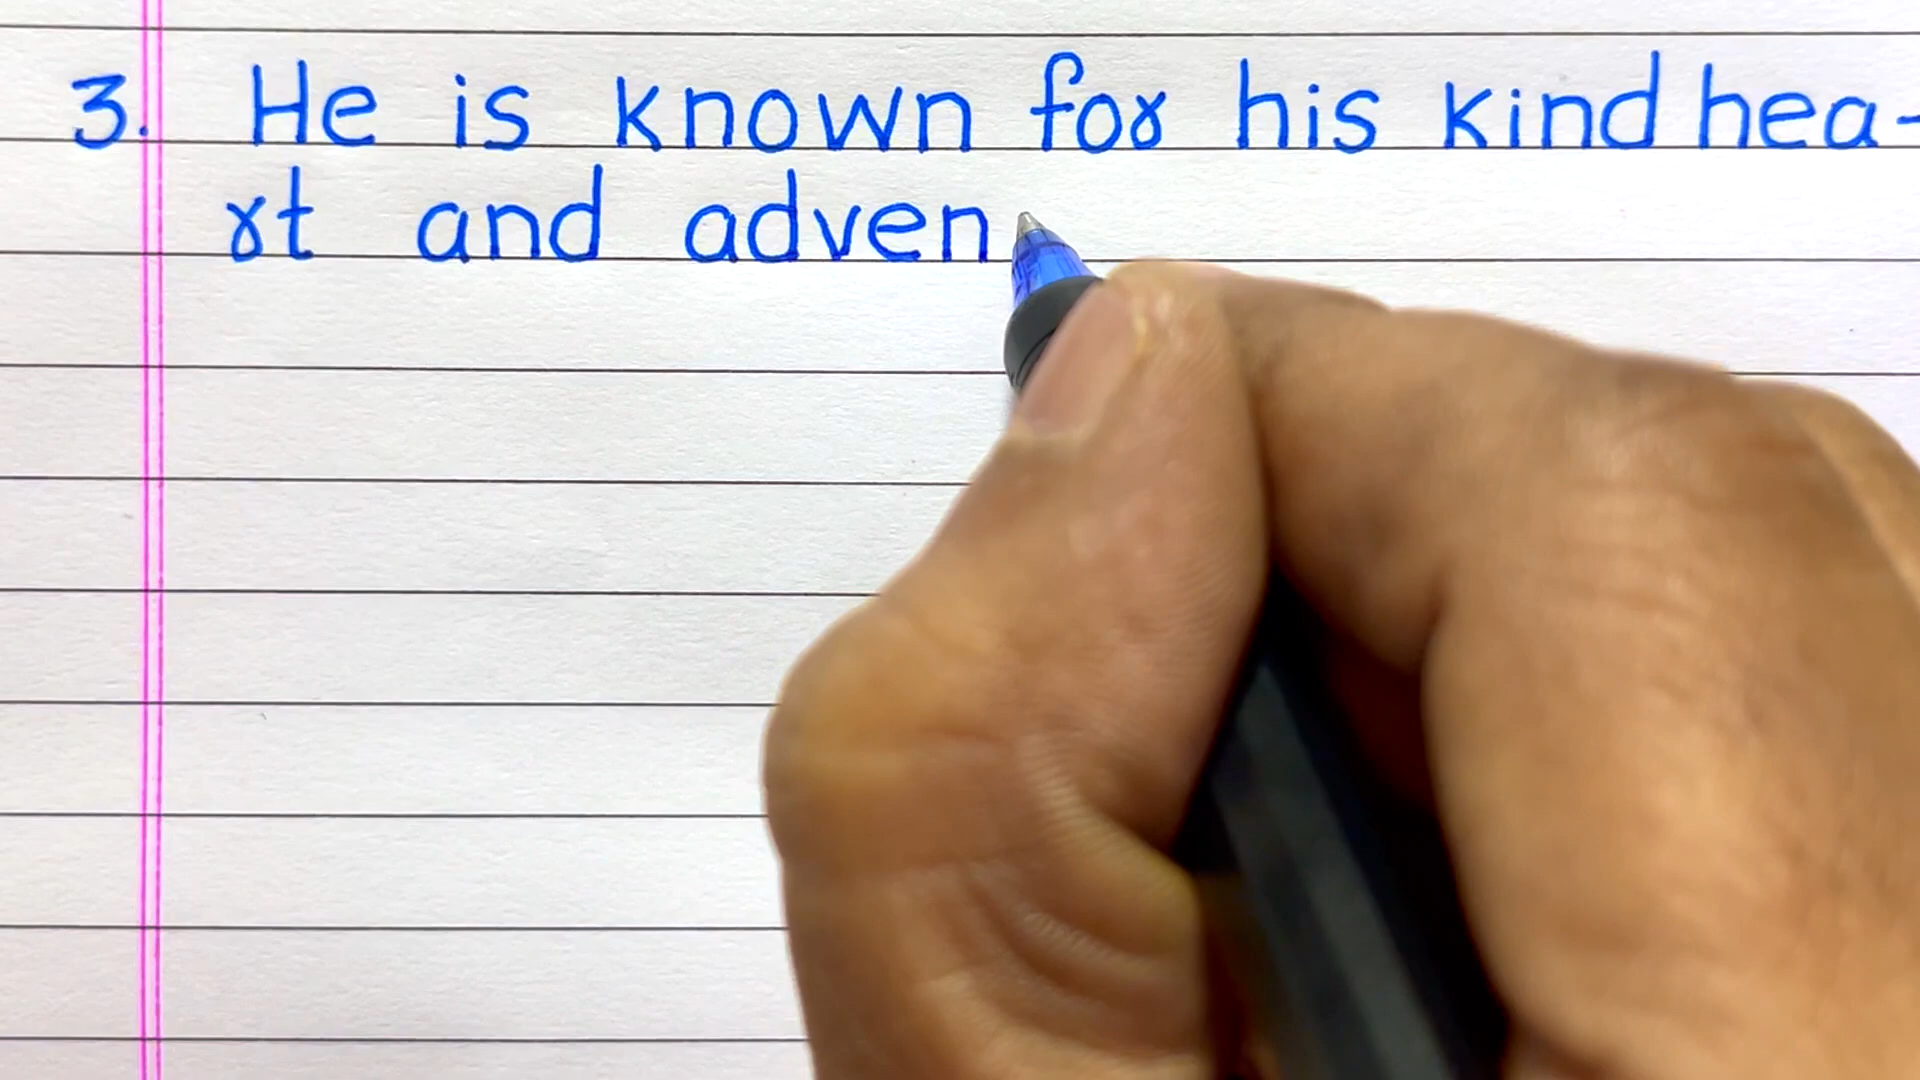 3. He is known for his kind hea-
rt and adven